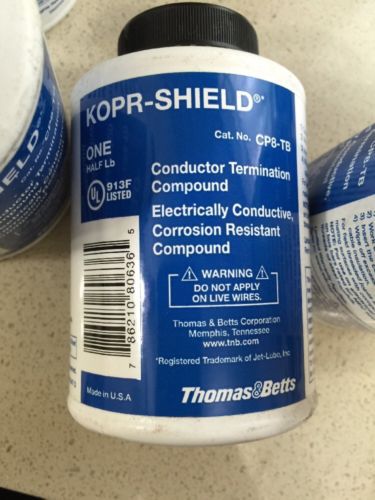 KOPR-SHIELD®*
Cat. No. CP8-TB
ONE
HALF Lb
UL 913F
LISTED
Conductor Termination
Compound
Electrically Conductive,
Corrosion Resistant
Compound
WARNING
DO NOT APPLY
ON LIVE WIRES.
Thomas & Betts Corporation
Memphis, Tennessee
www.tnb.com
*Registered Trademark of Jet-Lube, Inc
7 86210 80636 5
Made in U.S.A
Thomas&Betts
SHIELD